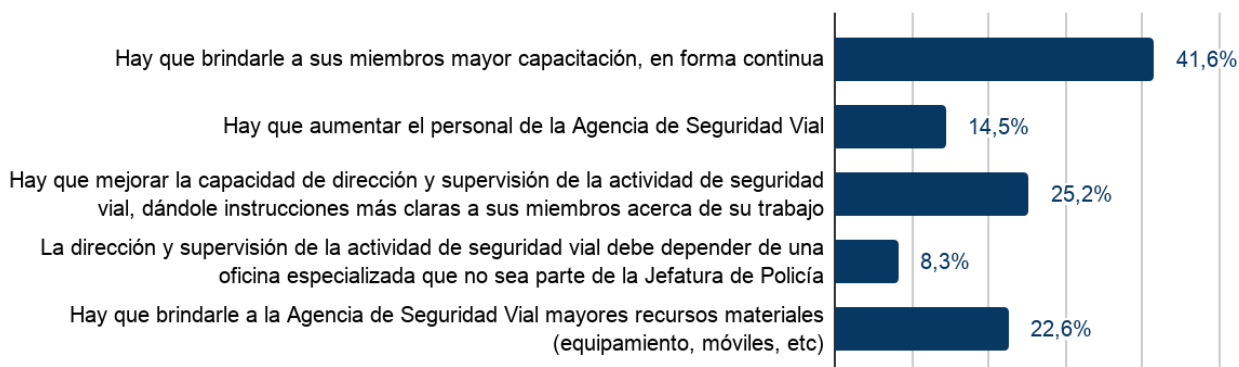 Hay que brindarle a sus miembros mayor capacitación, en forma continua
41,6%
Hay que aumentar el personal de la Agencia de Seguridad Vial
14,5%
Hay que mejorar la capacidad de dirección y supervisión de la actividad de seguridad
vial, dándole instrucciones más claras a sus miembros acerca de su trabajo
25,2%
La dirección y supervisión de la actividad de seguridad vial debe depender de una
oficina especializada que no sea parte de la Jefatura de Policía
8,3%
Hay que brindarle a la Agencia de Seguridad Vial mayores recursos materiales
(equipamiento, móviles, etc)
22,6%